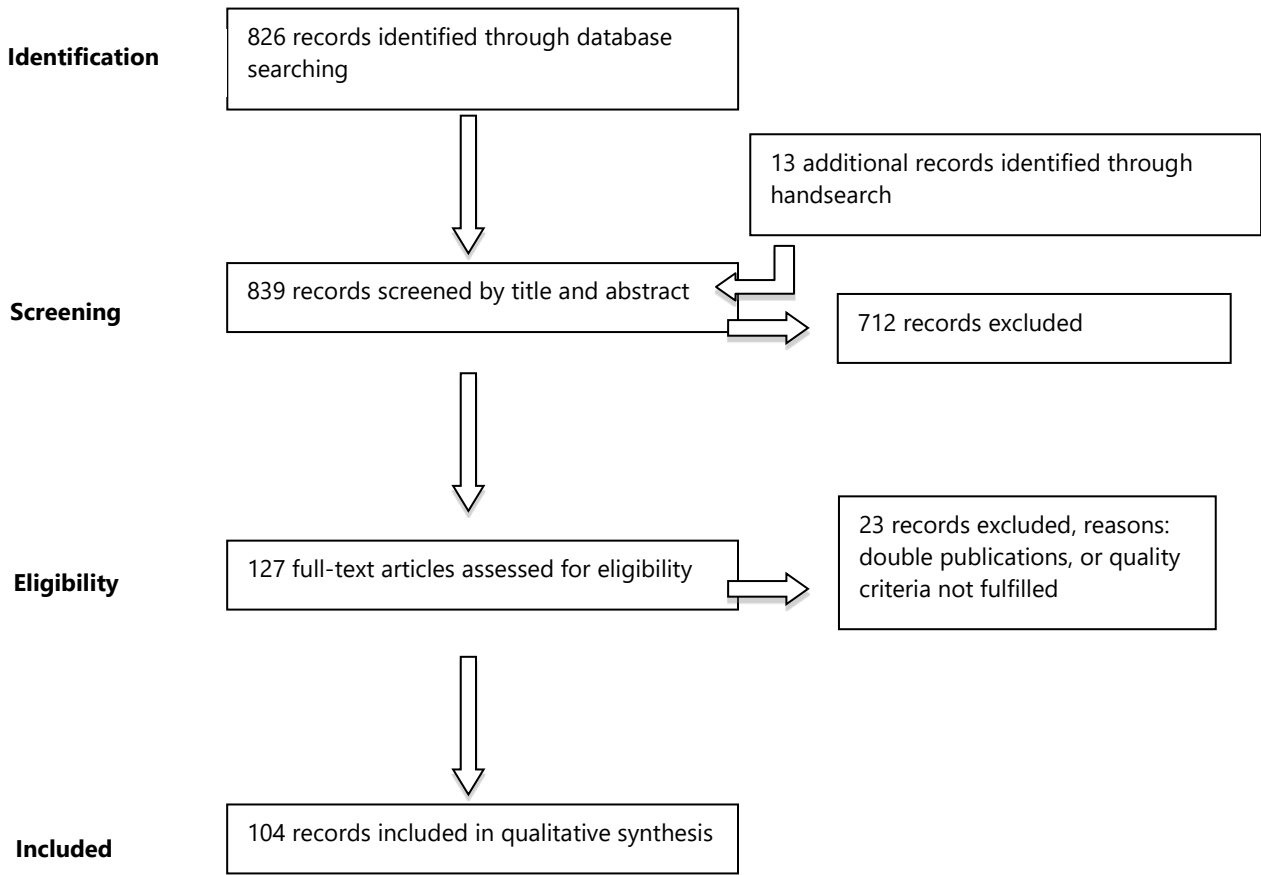 Identification
826 records identified through database
searching
13 additional records identified through
handsearch
Screening
839 records screened by title and abstract
712 records excluded
Eligibility
127 full-text articles assessed for eligibility
23 records excluded, reasons:
double publications, or quality
criteria not fulfilled
Included
104 records included in qualitative synthesis